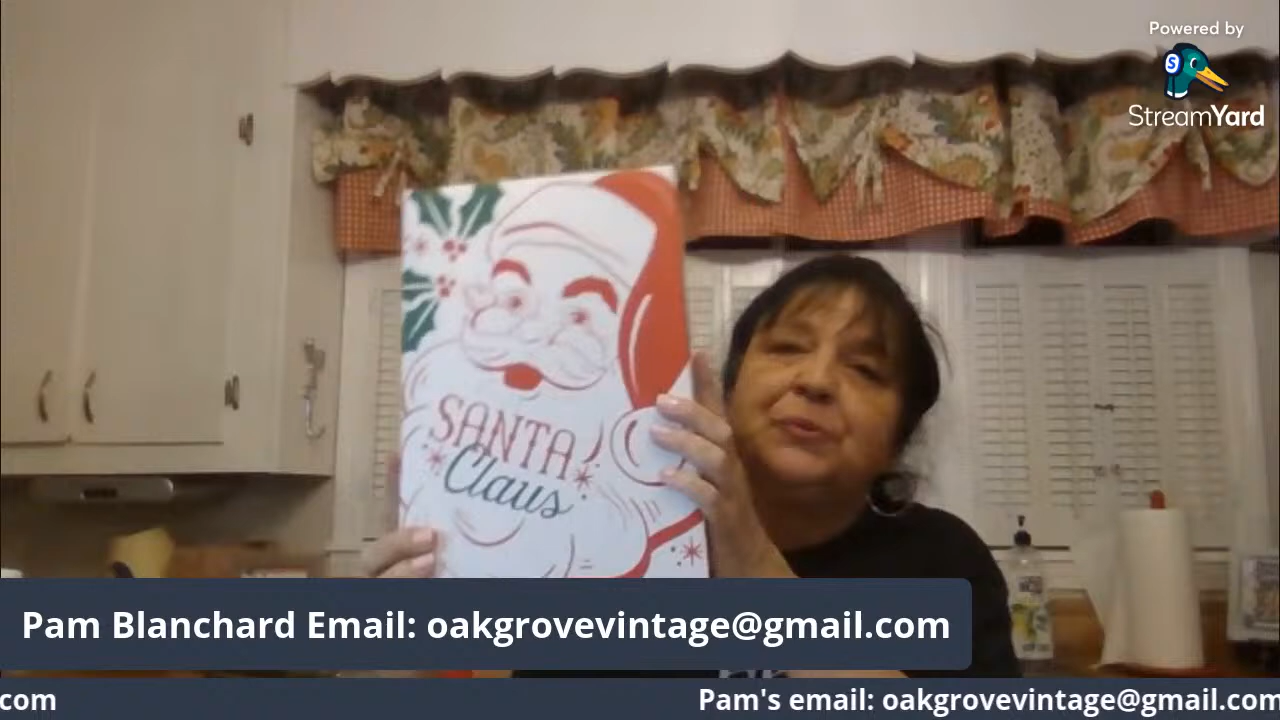 Powered by
S
StreamYard
SANTA
Claus
Pam Blanchard Email: oakgrovevintage@gmail.com
com
Pam's email: oakgrovevintage@gmail.com